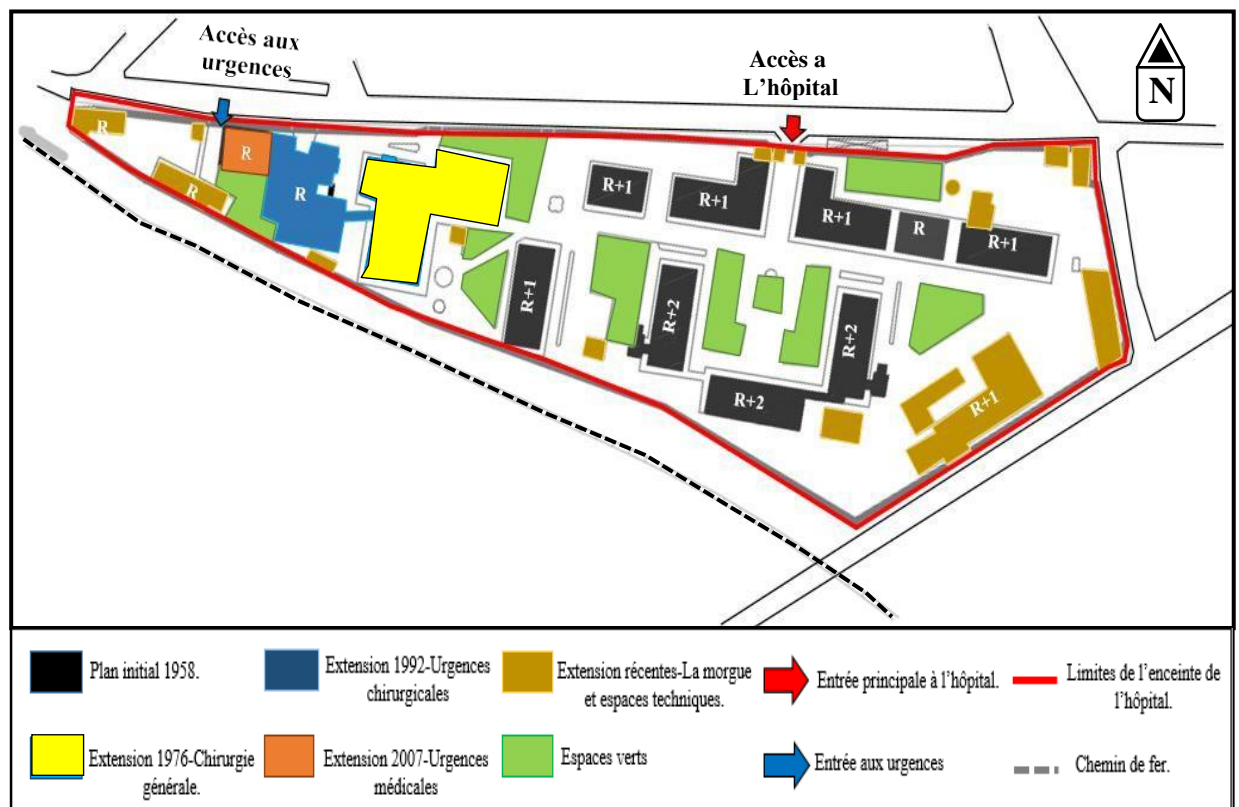 Accès aux
urgences
Accès a
L'hôpital
N
R
R
R
R
R+1
R+1
R+1
R
R+1
R+1
R+2
R+2
R+2
R+1
Plan initial 1958.
Extension 1992-Urgences
chirurgicales
Extension récentes-La morgue
et espaces techniques.
Entrée principale à l'hôpital.
Limites de l'enceinte de
l'hôpital.
Extension 1976-Chirurgie
générale.
Extension 2007-Urgences
médicales
Espaces verts
Entrée aux urgences
Chemin de fer.